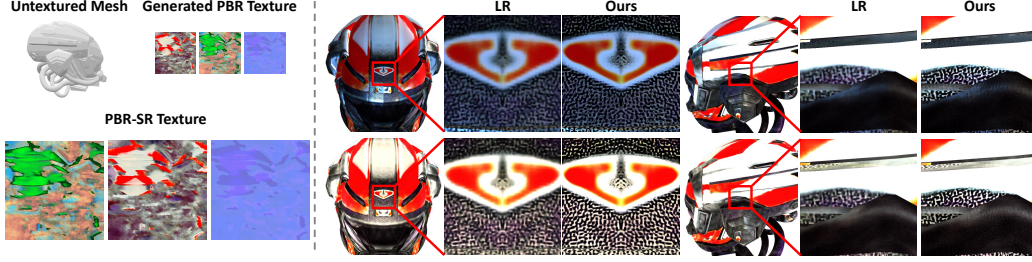 Untextured Mesh
Generated PBR Texture
PBR-SR Texture
LR
Ours
LR
Ours